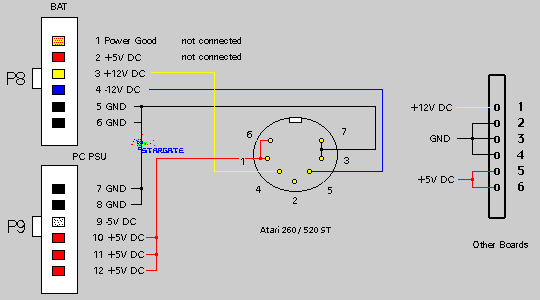 BAT
P8
1 Power Good not connected
2 +5V DC not connected
3 +12V DC
4 -12V DC
5 GND
6 GND
STARGATE
PC PSU
P9
7 GND
8 GND
9 -5V DC
10 +5V DC
11 +5V DC
12 +5V DC
6
7
1
3
4
2
5
Atari 260 / 520 ST
+12V DC
GND
+5V DC
1
2
3
4
5
6
Other Boards